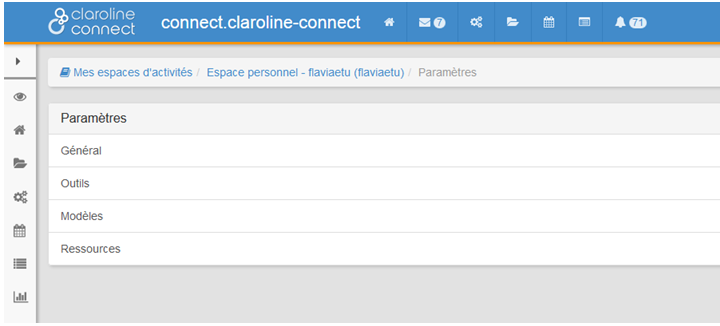 claroline
connect
connect.claroline-connect
7
71
Mes espaces d'activités / Espace personnel - flaviaetu (flaviaetu) / Paramètres
Paramètres
Général
Outils
Modèles
Ressources